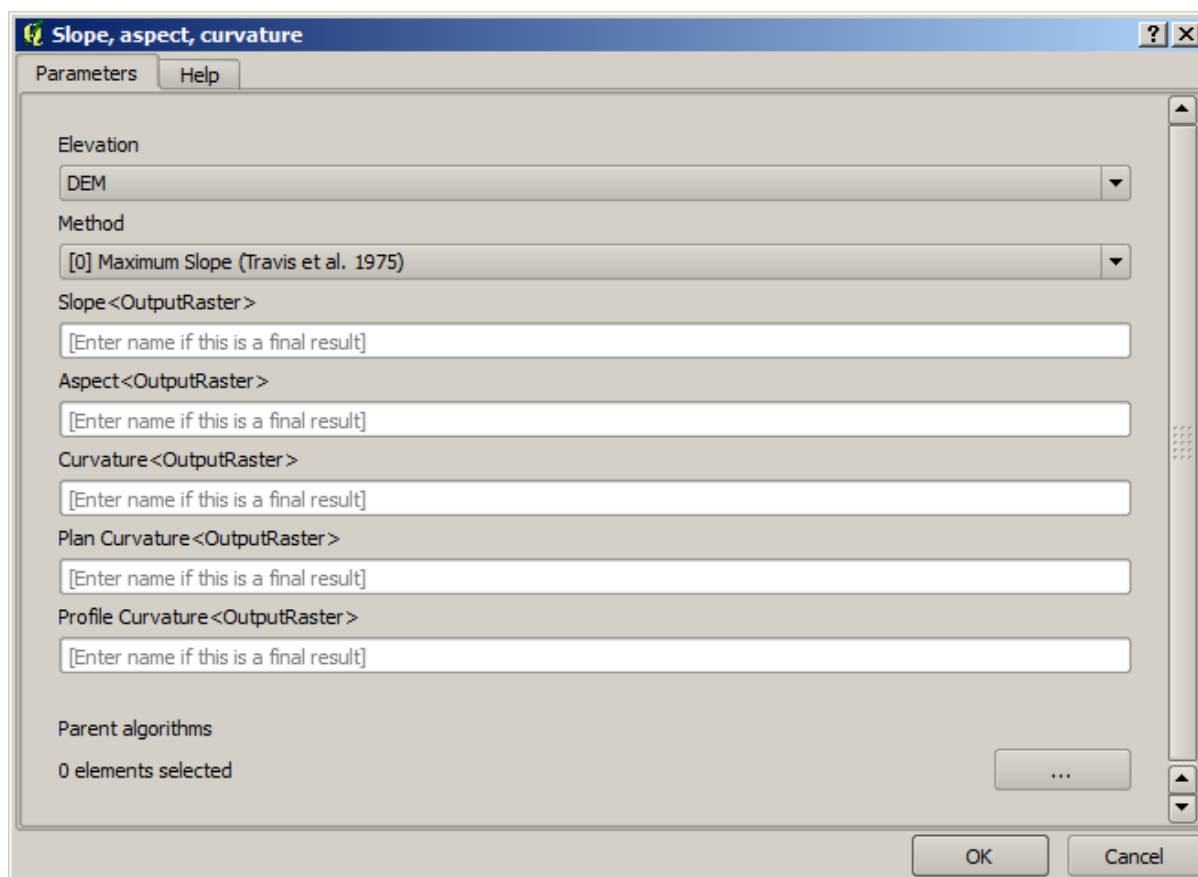 Slope, aspect, curvature
Parameters Help
Elevation
DEM
Method
[0] Maximum Slope (Travis et al. 1975)
Slope<OutputRaster>
[Enter name if this is a final result]
Aspect<OutputRaster>
[Enter name if this is a final result]
Curvature<OutputRaster>
[Enter name if this is a final result]
Plan Curvature<OutputRaster>
[Enter name if this is a final result]
Profile Curvature<OutputRaster>
[Enter name if this is a final result]
Parent algorithms
0 elements selected ...
OK Cancel